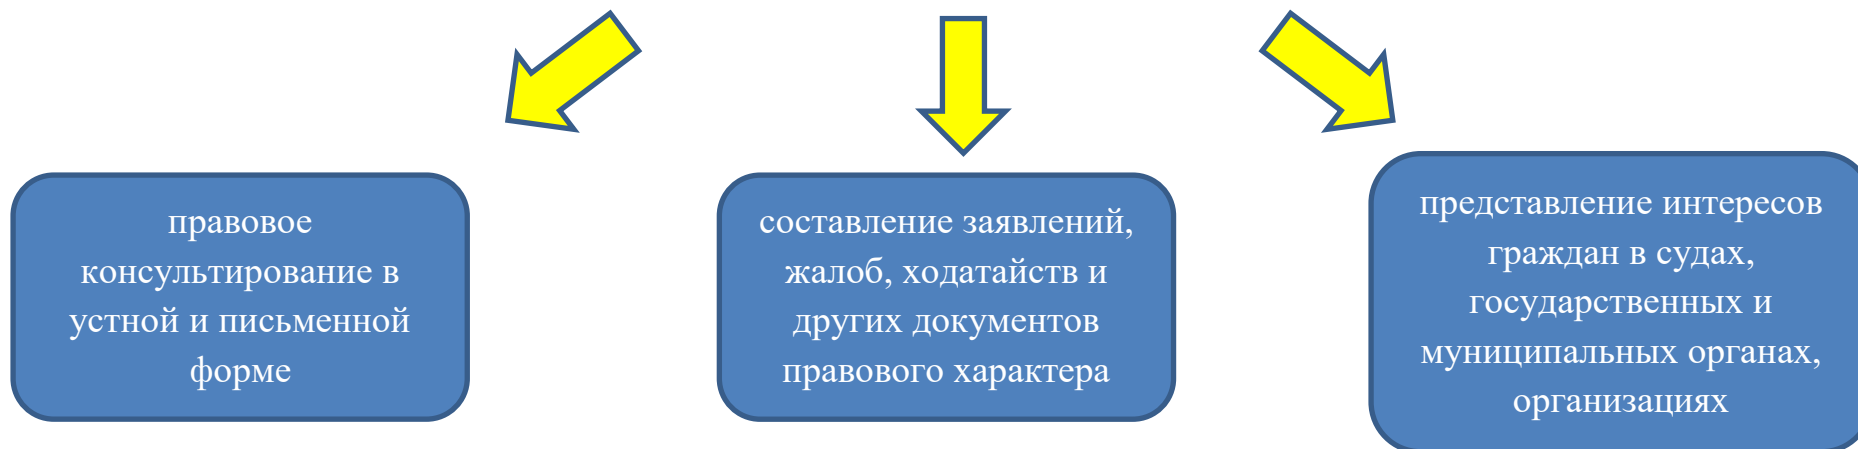 правовое
консультирование в
устной и письменной
форме
составление заявлений,
жалоб, ходатайств и
других документов
правового характера
представление интересов
граждан в судах,
государственных и
муниципальных органах,
организациях